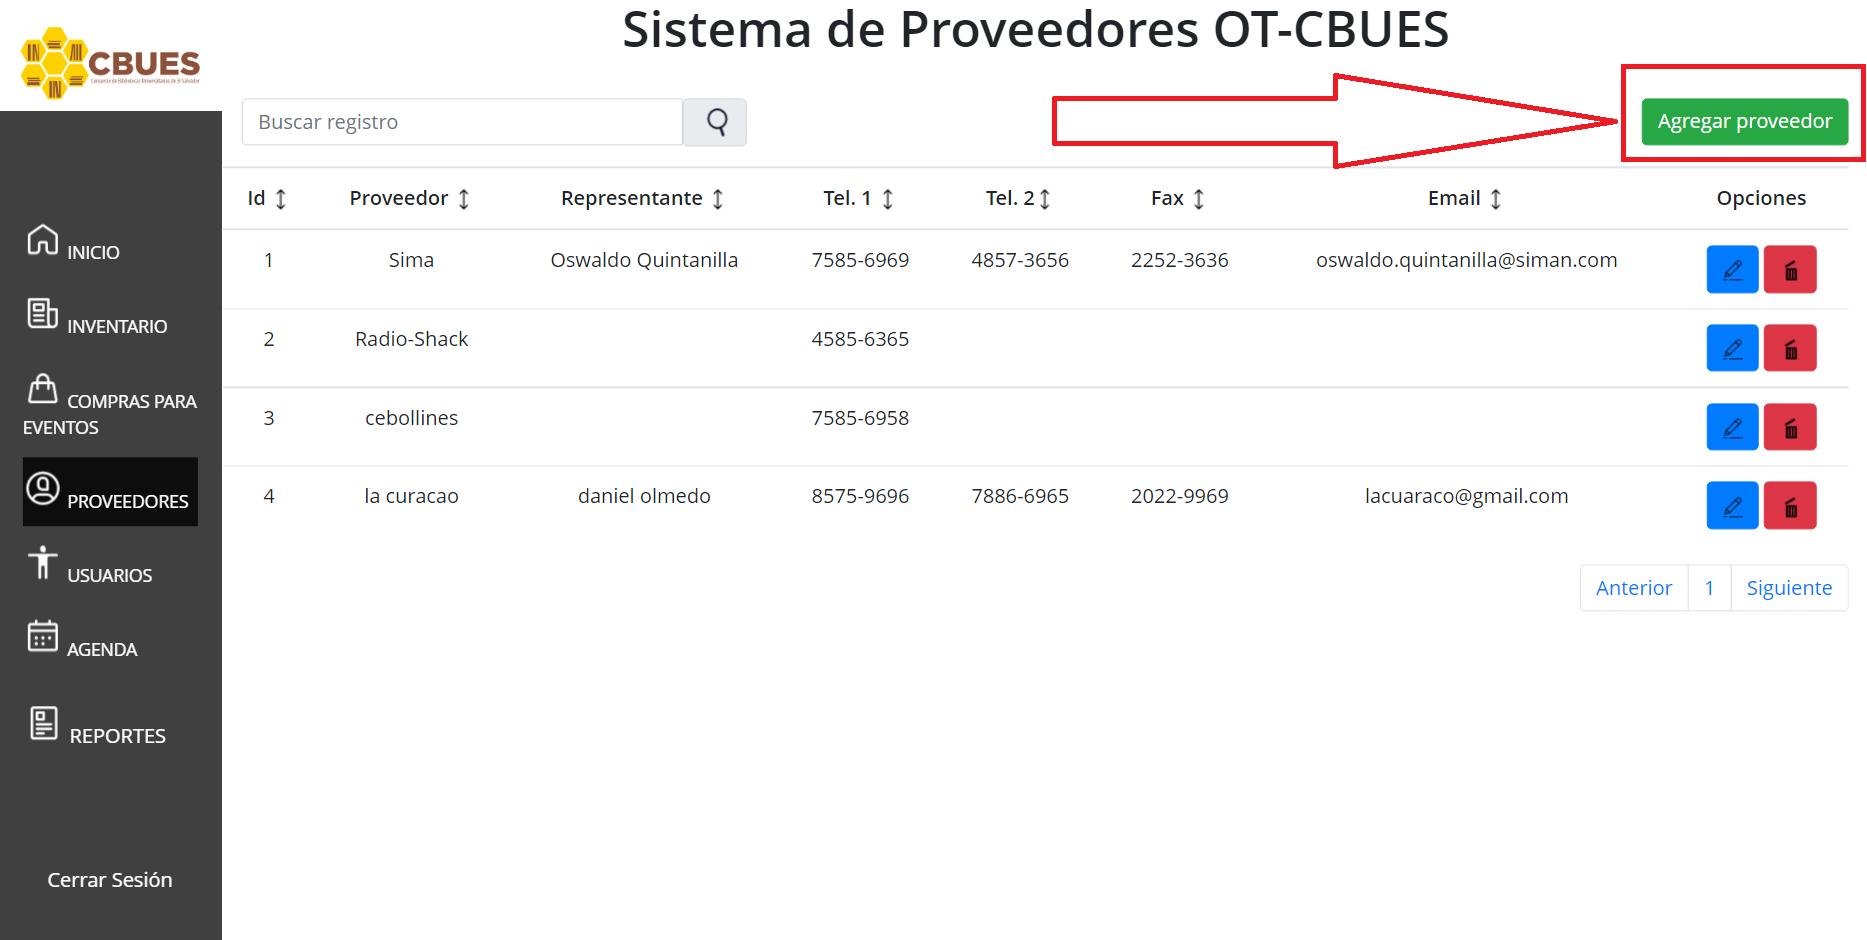 Sistema de Proveedores OT-CBUES
CBUES
Consorcio de Bibliotecas Universitarias de El Salvador
Buscar registro
Agregar proveedor
Id Proveedor Representante Tel. 1 Tel. 2 Fax Email Opciones
1 Sima Oswaldo Quintanilla 7585-6969 4857-3656 2252-3636 oswaldo.quintanilla@siman.com
2 Radio-Shack 4585-6365
3 cebollines 7585-6958
4 la curacao daniel olmedo 8575-9696 7886-6965 2022-9969 lacuaraco@gmail.com
Anterior 1 Siguiente
INICIO
INVENTARIO
COMPRAS PARA
EVENTOS
PROVEEDORES
USUARIOS
AGENDA
REPORTES
Cerrar Sesión